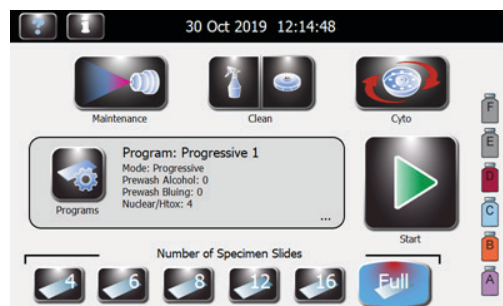 ? i 30 Oct 2019 12:14:48
Maintenance Clean Cyto
Program: Progressive 1
Mode: Progressive
Prewash Alcohol: 0
Prewash Bluing: 0
Nuclear/Htox: 4
...
Programs
Start
F
E
D
C
B
A
Number of Specimen Slides
4 6 8 12 16 Full